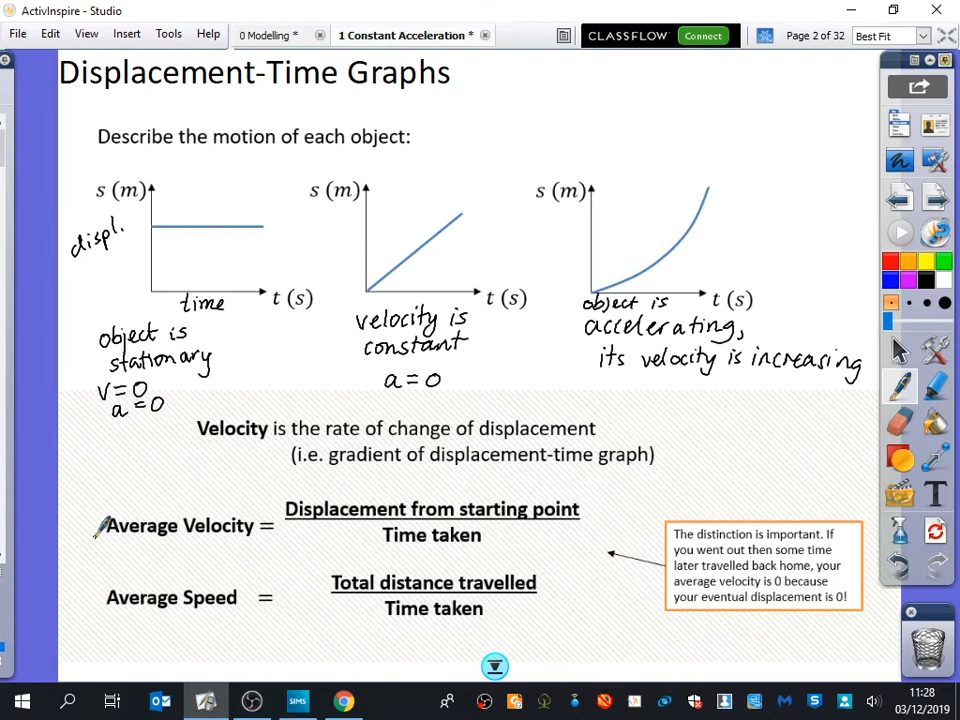 ActivInspire - Studio
File Edit View Insert Tools Help
0 Modelling *
1 Constant Acceleration *
CLASSFLOW Connect
Page 2 of 32
Best Fit
Displacement-Time Graphs
Describe the motion of each object:
s (m)
displ.
time
t (s)
object is
stationary
v = 0
a = 0
s (m)
t (s)
velocity is
constant
a = 0
s (m)
t (s)
object is
accelerating,
its velocity is increasing
Velocity is the rate of change of displacement
(i.e. gradient of displacement-time graph)
Average Velocity = Displacement from starting point
Time taken
Average Speed = Total distance travelled
Time taken
The distinction is important. If
you went out then some time
later travelled back home, your
average velocity is 0 because
your eventual displacement is 0!
SIMS
11:28
03/12/2019